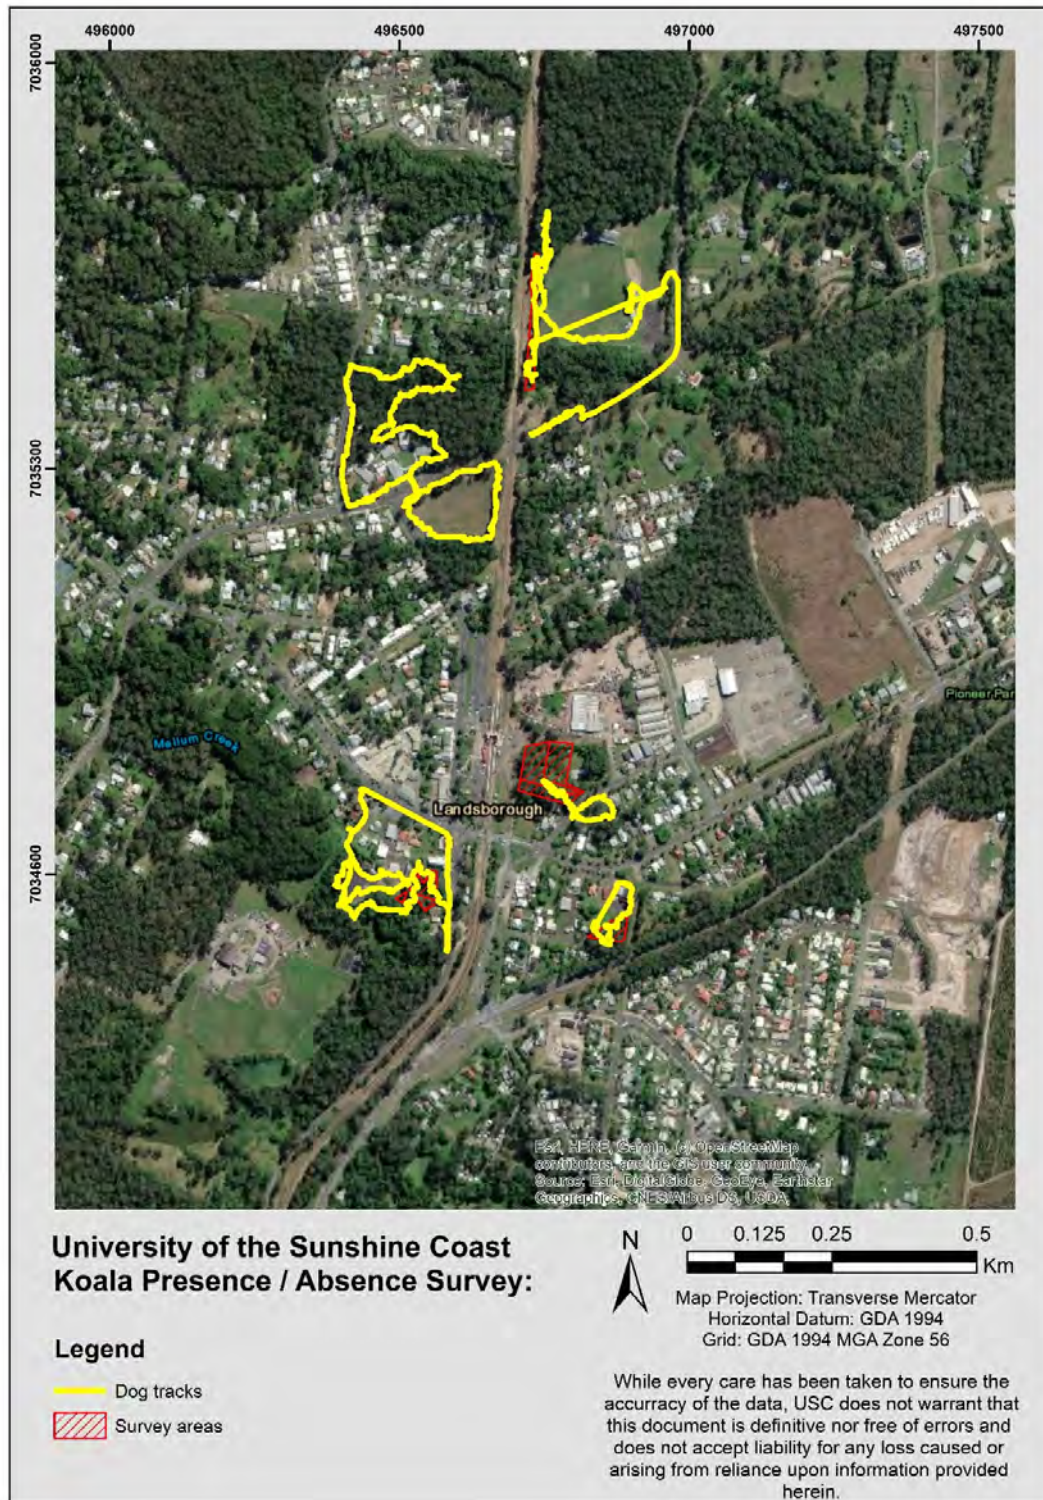 496000 496500 497000 497500
7036000
7035300
7034600
Pioneer Par
Mellum Creek
Landsborough
Esri, HERE, Garmin, (c) OpenStreetMap
contributors, and the GIS user community,
Source: Esri, DigitalGlobe, GeoEye, Earthstar
Geographics, CNES/Airbus DS, USDA,
University of the Sunshine Coast
Koala Presence / Absence Survey:
N
0 0.125 0.25 0.5
Km
Map Projection: Transverse Mercator
Horizontal Datum: GDA 1994
Grid: GDA 1994 MGA Zone 56
Legend
Dog tracks
Survey areas
While every care has been taken to ensure the
accurracy of the data, USC does not warrant that
this document is definitive nor free of errors and
does not accept liability for any loss caused or
arising from reliance upon information provided
herein.